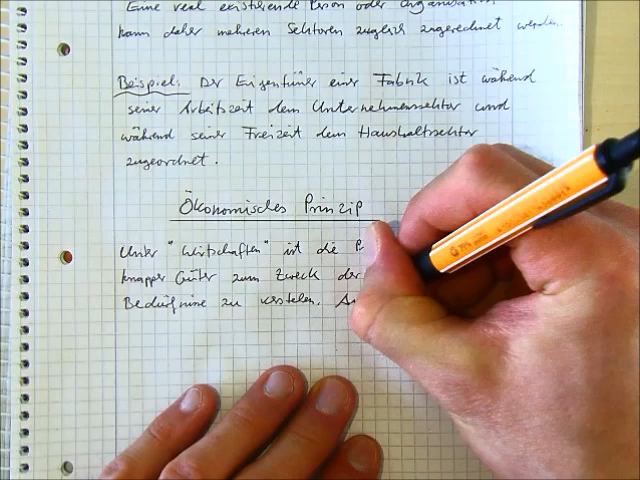 Eine real existierende Person oder Organisation
kann daher mehreren Sektoren zugleich zugeordnet werden.
Beispiel: Der Eigentümer einer Fabrik ist während
seiner Arbeitszeit dem Unternehmenssektor und
während seiner Freizeit dem Haushaltssektor
zugeordnet.
Ökonomisches Prinzip
Unter "Wirtschaften" ist die P
knapper Güter zum Zweck der
Bedürfnisse zu verstehen. A